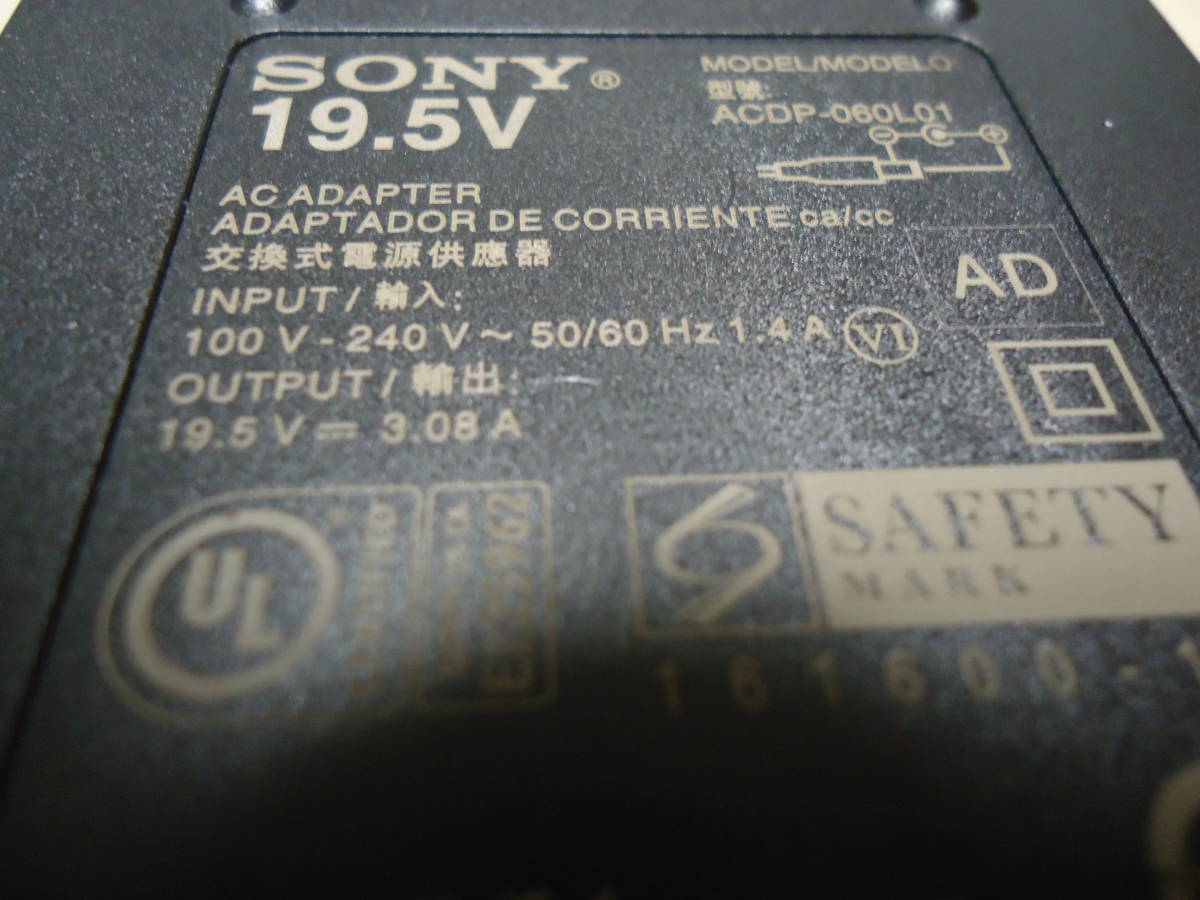 SONY®
19.5V
MODEL/MODELO
型號:
ACDP-060L01
AC ADAPTER
ADAPTADOR DE CORRIENTE ca/cc
交換式電源供應器
INPUT / 輸入:
100 V - 240 V ~ 50/60 Hz 1.4 A VI
OUTPUT / 輸出:
19.5 V ⎓ 3.08 A
AD
UL
SAFETY
MARK